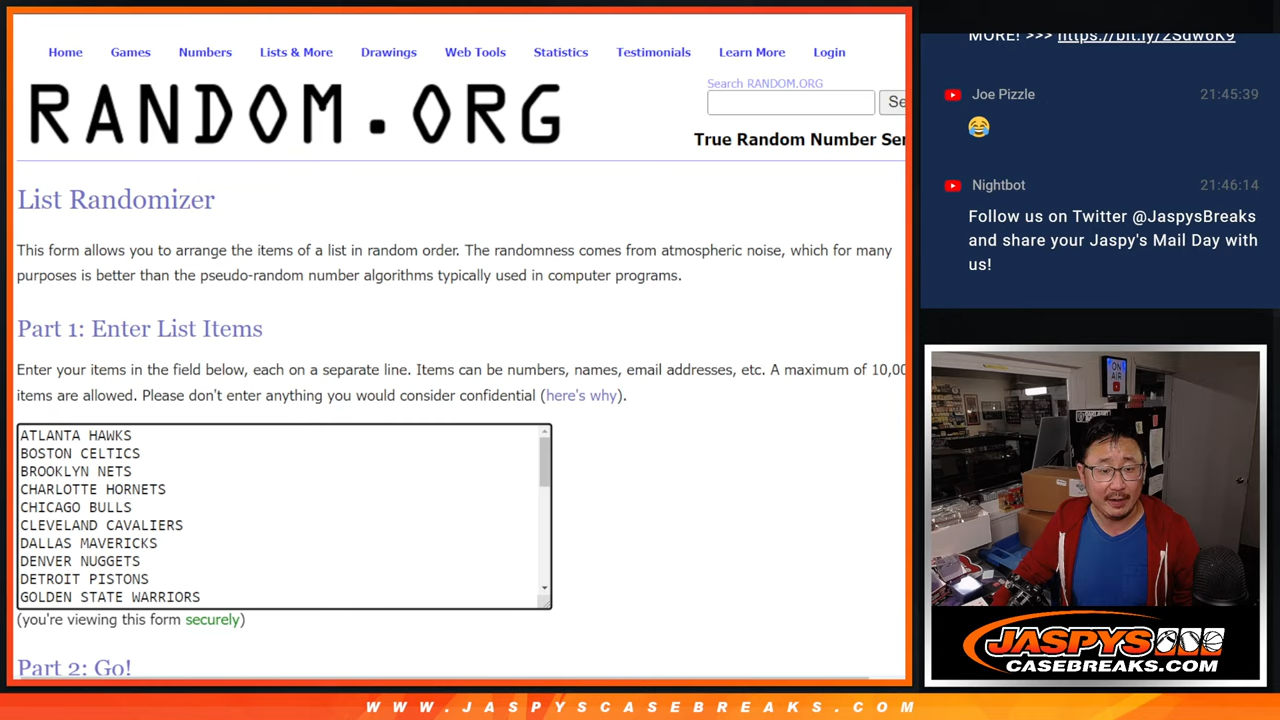 Home Games Numbers Lists & More Drawings Web Tools Statistics Testimonials Learn More Login
RANDOM.ORG
Search RANDOM.ORG
Se
True Random Number Ser
List Randomizer
This form allows you to arrange the items of a list in random order. The randomness comes from atmospheric noise, which for many
purposes is better than the pseudo-random number algorithms typically used in computer programs.
Part 1: Enter List Items
Enter your items in the field below, each on a separate line. Items can be numbers, names, email addresses, etc. A maximum of 10,00
items are allowed. Please don't enter anything you would consider confidential (here's why).
ATLANTA HAWKS
BOSTON CELTICS
BROOKLYN NETS
CHARLOTTE HORNETS
CHICAGO BULLS
CLEVELAND CAVALIERS
DALLAS MAVERICKS
DENVER NUGGETS
DETROIT PISTONS
GOLDEN STATE WARRIORS
(you're viewing this form securely)
Part 2: Go!
MORE! >>> https://bit.ly/2Sdw6K9
Joe Pizzle 21:45:39
😂
Nightbot 21:46:14
Follow us on Twitter @JaspysBreaks
and share your Jaspy's Mail Day with
us!
ON
AIR
JASPYS
CASEBREAKS.COM
WWW.JASPYSCASEBREAKS.COM